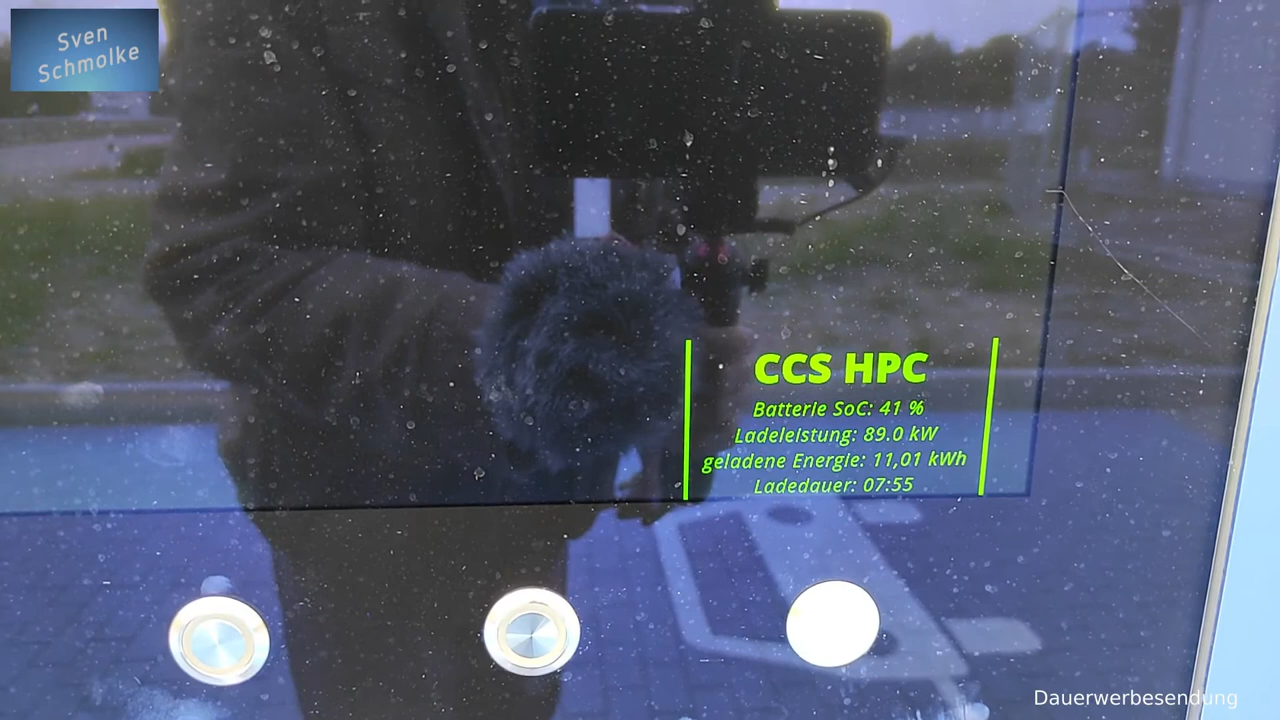 Sven
Schmolke
CCS HPC
Batterie SoC: 41 %
Ladeleistung: 89.0 kW
geladene Energie: 11,01 kWh
Ladedauer: 07:55
Dauerwerbesendung